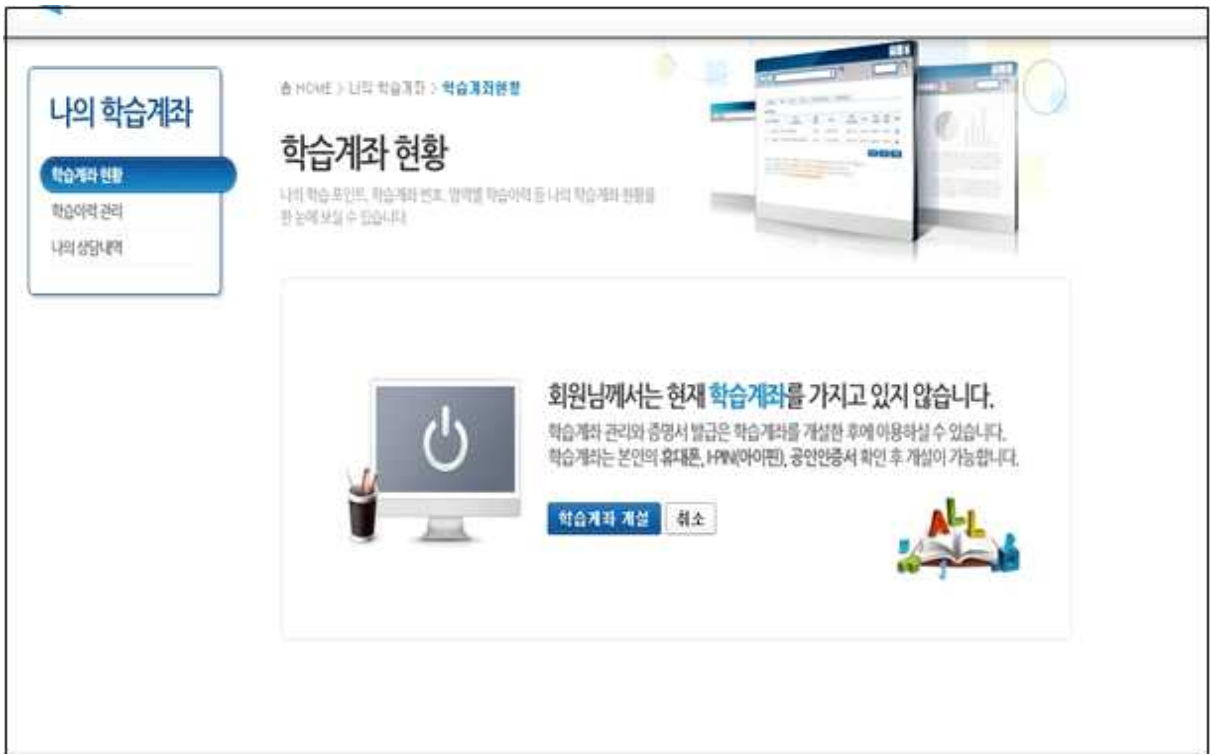 나의 학습계좌
학습계좌 현황
학습이력 관리
나의 상담내역
HOME > 나의 학습계좌 > 학습계좌현황
학습계좌 현황
나의 학습 포인트, 학습계좌 번호, 영역별 학습이력 등 나의 학습계좌 현황을
한 눈에 보실 수 있습니다
회원님께서는 현재 학습계좌를 가지고 있지 않습니다.
학습계좌 관리와 증명서 발급은 학습계좌를 개설한 후에 이용하실 수 있습니다.
학습계좌는 본인의 휴대폰, I-PIN(아이핀), 공인인증서 확인 후 개설이 가능합니다.
학습계좌 개설
취소
ALL